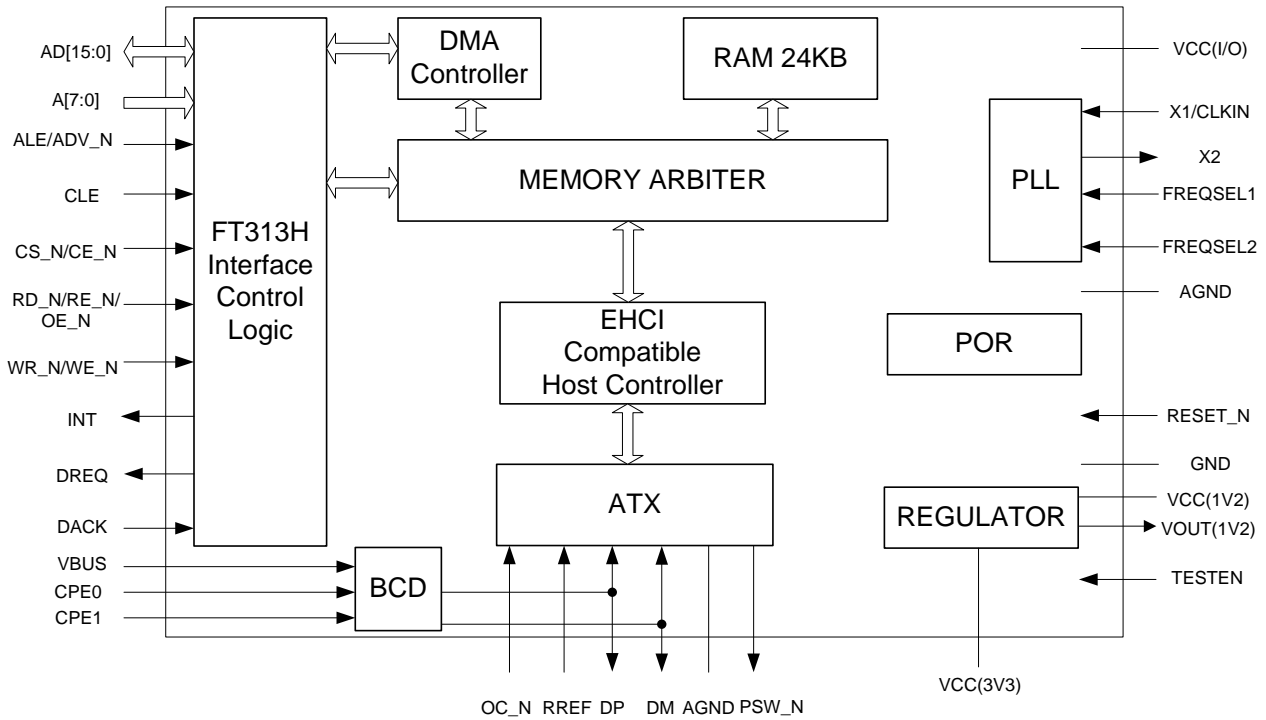 AD[15:0]
A[7:0]
ALE/ADV_N
CLE
CS_N/CE_N
RD_N/RE_N/
OE_N
WR_N/WE_N
INT
DREQ
DACK
VBUS
CPE0
CPE1
FT313H
Interface
Control
Logic
DMA
Controller
RAM 24KB
MEMORY ARBITER
EHCI
Compatible
Host Controller
ATX
BCD
PLL
POR
REGULATOR
VCC(I/O)
X1/CLKIN
X2
FREQSEL1
FREQSEL2
AGND
RESET_N
GND
VCC(1V2)
VOUT(1V2)
TESTEN
VCC(3V3)
OC_N RREF DP DM AGND PSW_N